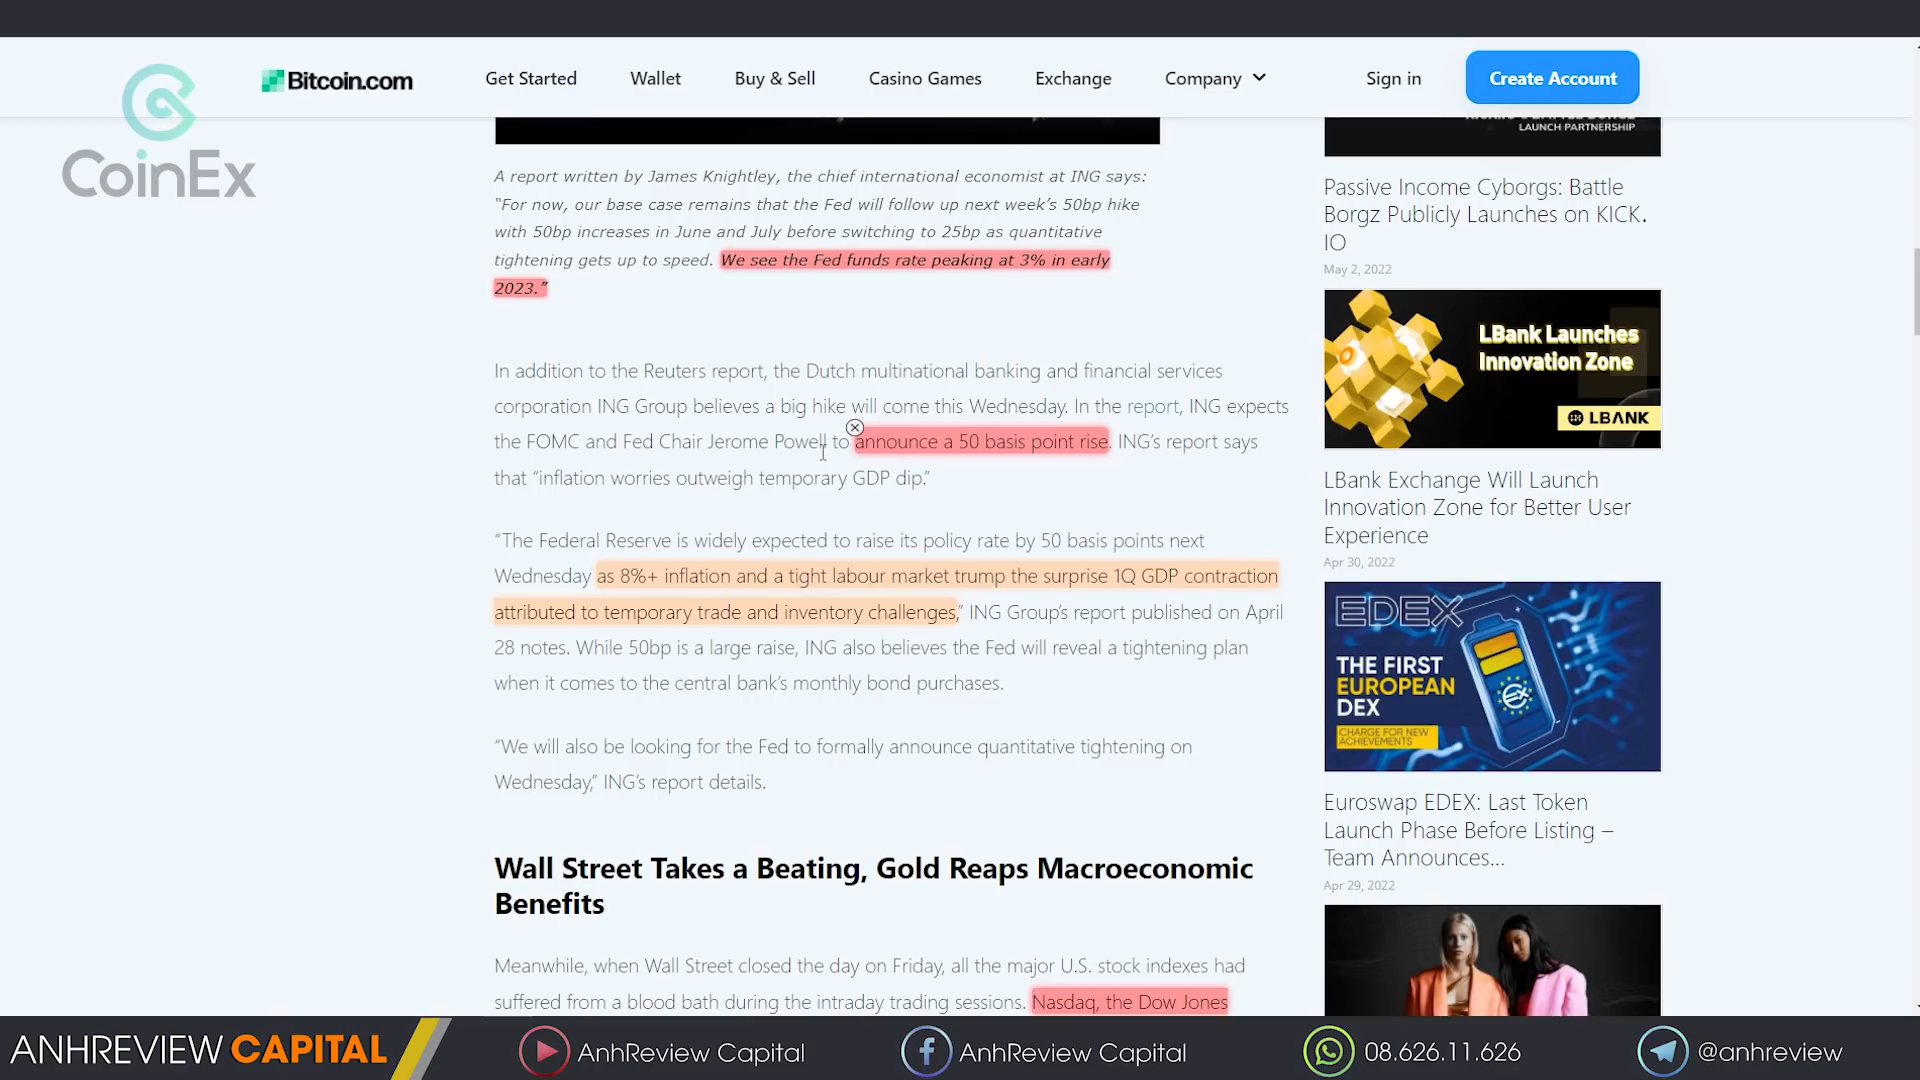 CoinEx
Bitcoin.com
Get Started
Wallet
Buy & Sell
Casino Games
Exchange
Company
Sign in
Create Account
A report written by James Knightley, the chief international economist at ING says:
“For now, our base case remains that the Fed will follow up next week’s 50bp hike
with 50bp increases in June and July before switching to 25bp as quantitative
tightening gets up to speed. We see the Fed funds rate peaking at 3% in early
2023.”
In addition to the Reuters report, the Dutch multinational banking and financial services
corporation ING Group believes a big hike will come this Wednesday. In the report, ING expects
the FOMC and Fed Chair Jerome Powell to announce a 50 basis point rise. ING’s report says
that “inflation worries outweigh temporary GDP dip.”
“The Federal Reserve is widely expected to raise its policy rate by 50 basis points next
Wednesday as 8%+ inflation and a tight labour market trump the surprise 1Q GDP contraction
attributed to temporary trade and inventory challenges,” ING Group’s report published on April
28 notes. While 50bp is a large raise, ING also believes the Fed will reveal a tightening plan
when it comes to the central bank’s monthly bond purchases.
“We will also be looking for the Fed to formally announce quantitative tightening on
Wednesday,” ING’s report details.
Wall Street Takes a Beating, Gold Reaps Macroeconomic
Benefits
Meanwhile, when Wall Street closed the day on Friday, all the major U.S. stock indexes had
suffered from a blood bath during the intraday trading sessions. Nasdaq, the Dow Jones
LAUNCH PARTNERSHIP
Passive Income Cyborgs: Battle
Borgz Publicly Launches on KICK.
IO
May 2, 2022
LBank Launches
Innovation Zone
LBANK
LBank Exchange Will Launch
Innovation Zone for Better User
Experience
Apr 30, 2022
EDEX
THE FIRST
EUROPEAN
DEX
CHARGE FOR NEW
ACHIEVEMENTS
Euroswap EDEX: Last Token
Launch Phase Before Listing –
Team Announces...
Apr 29, 2022
ANHREVIEW CAPITAL
AnhReview Capital
AnhReview Capital
08.626.11.626
@anhreview